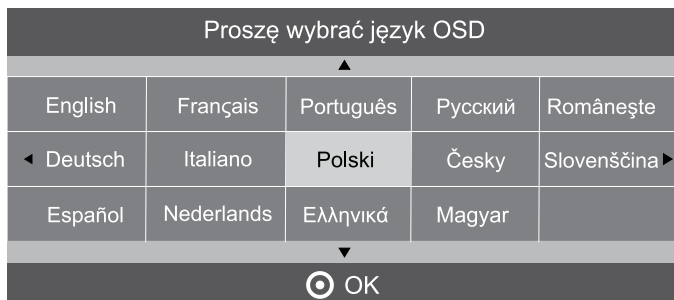 Proszę wybrać język OSD
English Français Português Русский Româneşte
Deutsch Italiano Polski Česky Slovenščina
Español Nederlands Ελληνικά Magyar
OK